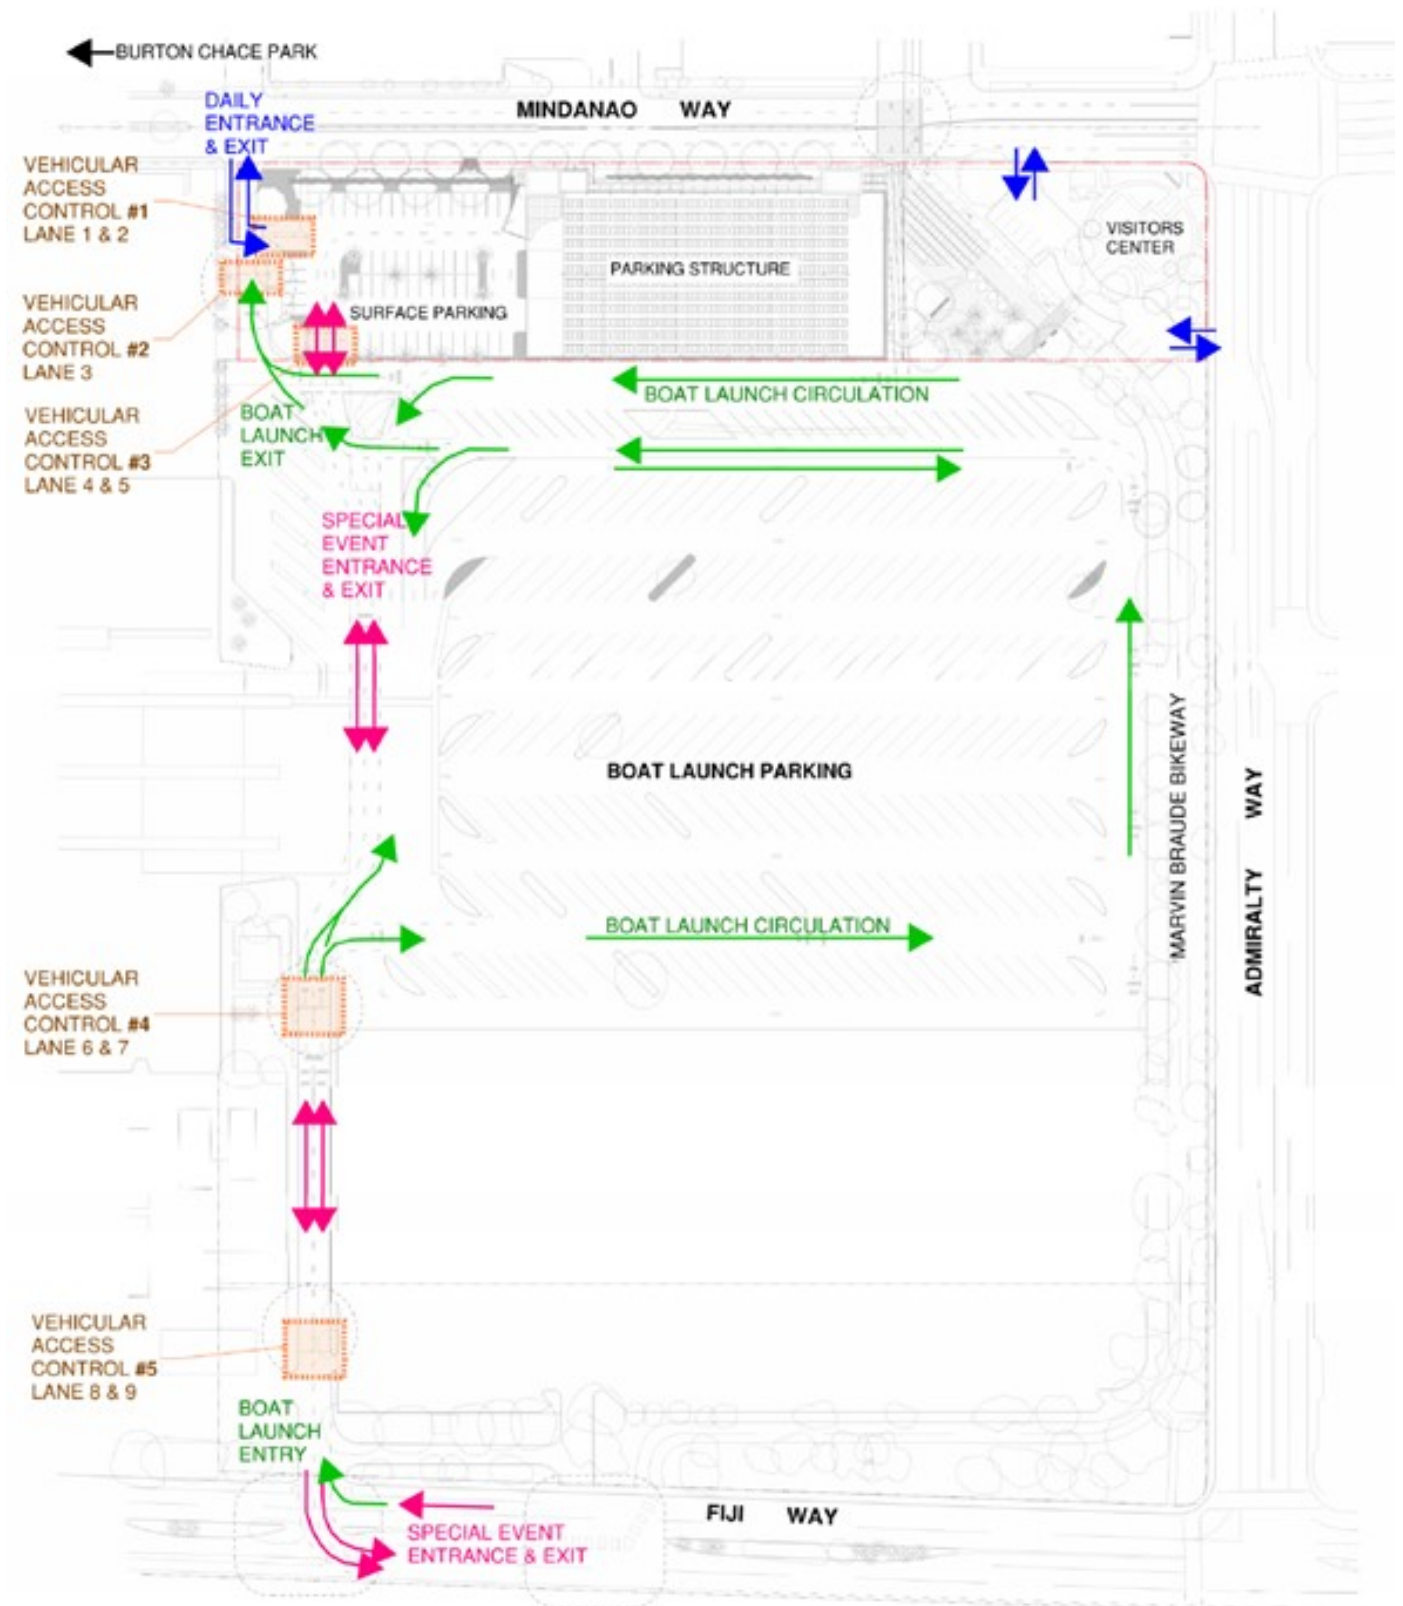 BURTON CHACE PARK
DAILY
ENTRANCE
& EXIT
MINDANAO WAY
VEHICULAR
ACCESS
CONTROL #1
LANE 1 & 2
VISITORS
CENTER
PARKING STRUCTURE
SURFACE PARKING
VEHICULAR
ACCESS
CONTROL #2
LANE 3
BOAT LAUNCH CIRCULATION
BOAT
LAUNCH
EXIT
VEHICULAR
ACCESS
CONTROL #3
LANE 4 & 5
SPECIAL
EVENT
ENTRANCE
& EXIT
BOAT LAUNCH PARKING
MARVIN BRAUDE BIKEWAY
ADMIRALTY WAY
BOAT LAUNCH CIRCULATION
VEHICULAR
ACCESS
CONTROL #4
LANE 6 & 7
VEHICULAR
ACCESS
CONTROL #5
LANE 8 & 9
BOAT
LAUNCH
ENTRY
FIJI WAY
SPECIAL EVENT
ENTRANCE & EXIT